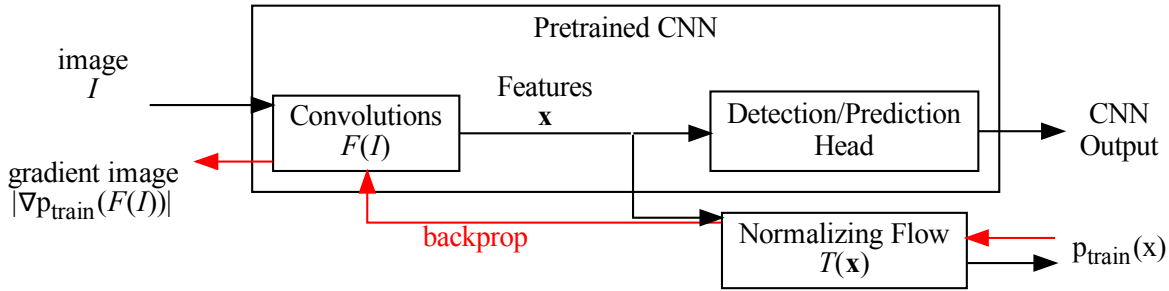 Pretrained CNN
image
I
Convolutions
F(I)
Features
x
Detection/Prediction
Head
CNN
Output
gradient image
|∇p_train(F(I))|
backprop
Normalizing Flow
T(x)
p_train(x)